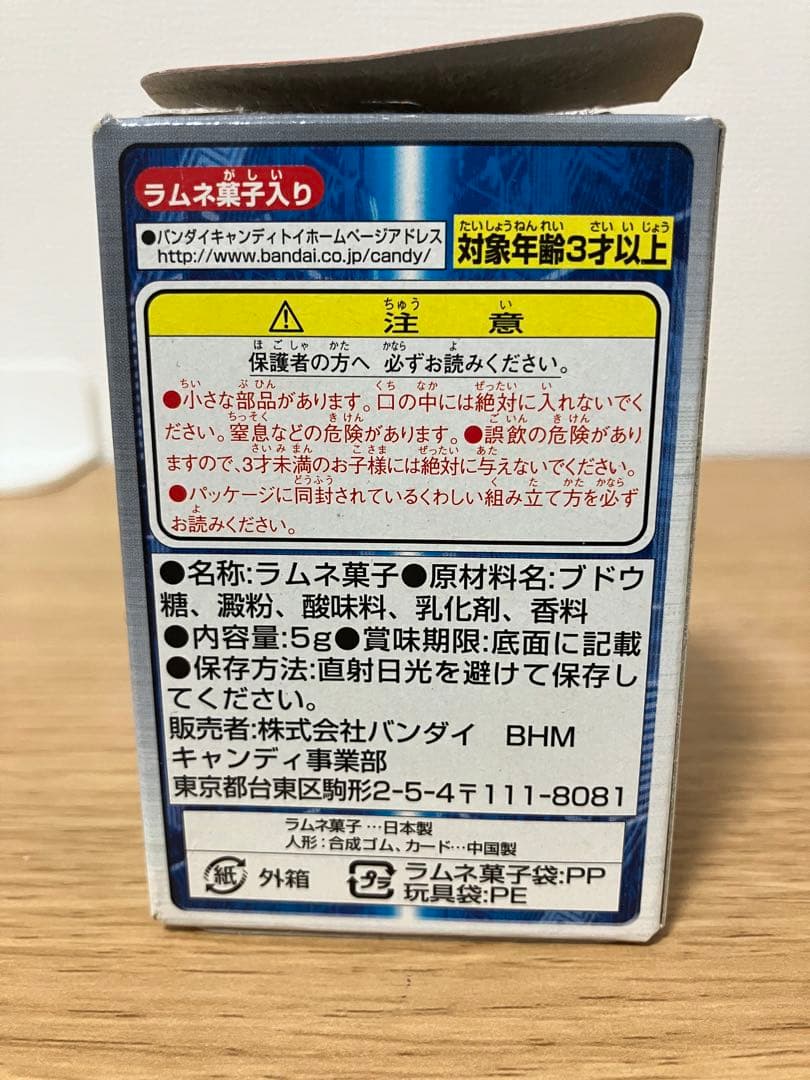 ラムネ菓子入り
●バンダイキャンディトイホームページアドレス
http://www.bandai.co.jp/candy/
対象年齢3才以上
注意
保護者の方へ 必ずお読みください。
●小さな部品があります。口の中には絶対に入れないでく
ださい。窒息などの危険があります。●誤飲の危険があり
ますので、3才未満のお子様には絶対に与えないでください。
●パッケージに同封されているくわしい組み立て方を必ず
お読みください。
●名称:ラムネ菓子●原材料名:ブドウ
糖、澱粉、酸味料、乳化剤、香料
●内容量:5g●賞味期限:底面に記載
●保存方法:直射日光を避けて保存し
てください。
販売者:株式会社バンダイ BHM
キャンディ事業部
東京都台東区駒形2-5-4〒111-8081
ラムネ菓子…日本製
人形:合成ゴム、カード…中国製
紙 外箱
プラ ラムネ菓子袋:PP
玩具袋:PE